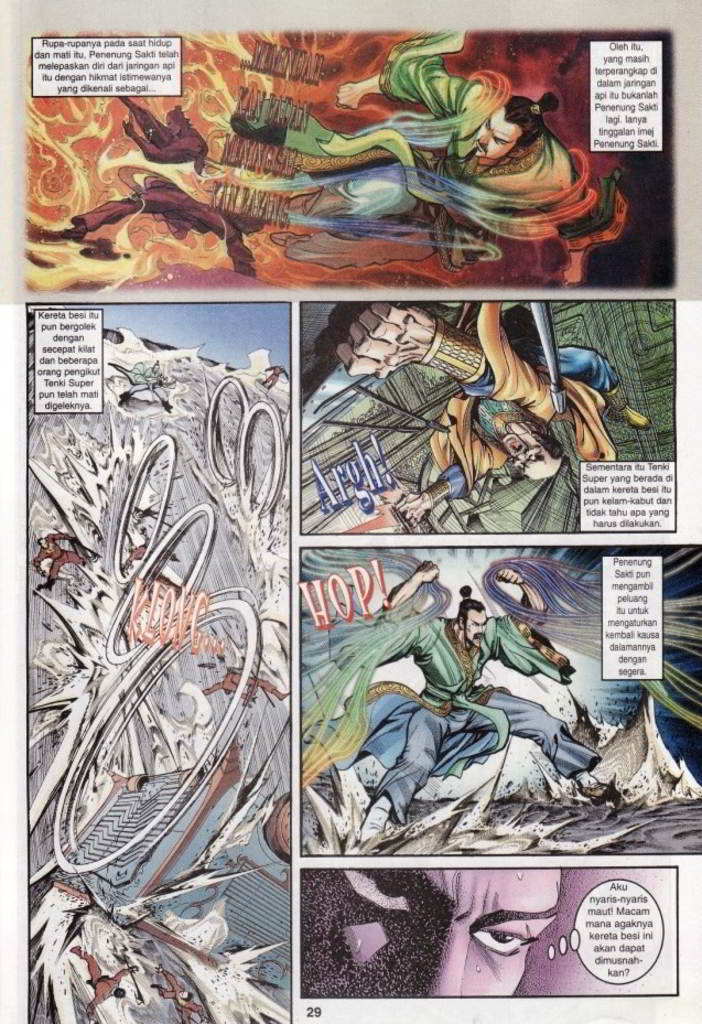 Rupa-rupanya pada saat hidup
dan mati itu, Penenung Sakti telah
melepaskan diri dari jaringan api
itu dengan hikmat istimewanya
yang dikenali sebagai...
Oleh itu,
yang masih
terperangkap di
dalam jaringan
api itu bukanlah
Penenung Sakti
lagi. Ianya
tinggalan imej
Penenung Sakti.
Kereta besi itu
pun bergolek
dengan
secepat kilat
dan beberapa
orang pengikut
Tenki Super
pun telah mati
digeleknya.
Argh!
Sementara itu Tenki
Super yang berada di
dalam kereta besi itu
pun kelam-kabut dan
tidak tahu apa yang
harus dilakukan.
HOP!
Penenung
Sakti pun
mengambil
peluang
itu untuk
mengaturkan
kembali kausa
dalamannya
dengan
segera.
Aku
nyaris-nyaris
maut! Macam
mana agaknya
kereta besi ini
akan dapat
dimusnah-
kan?
29